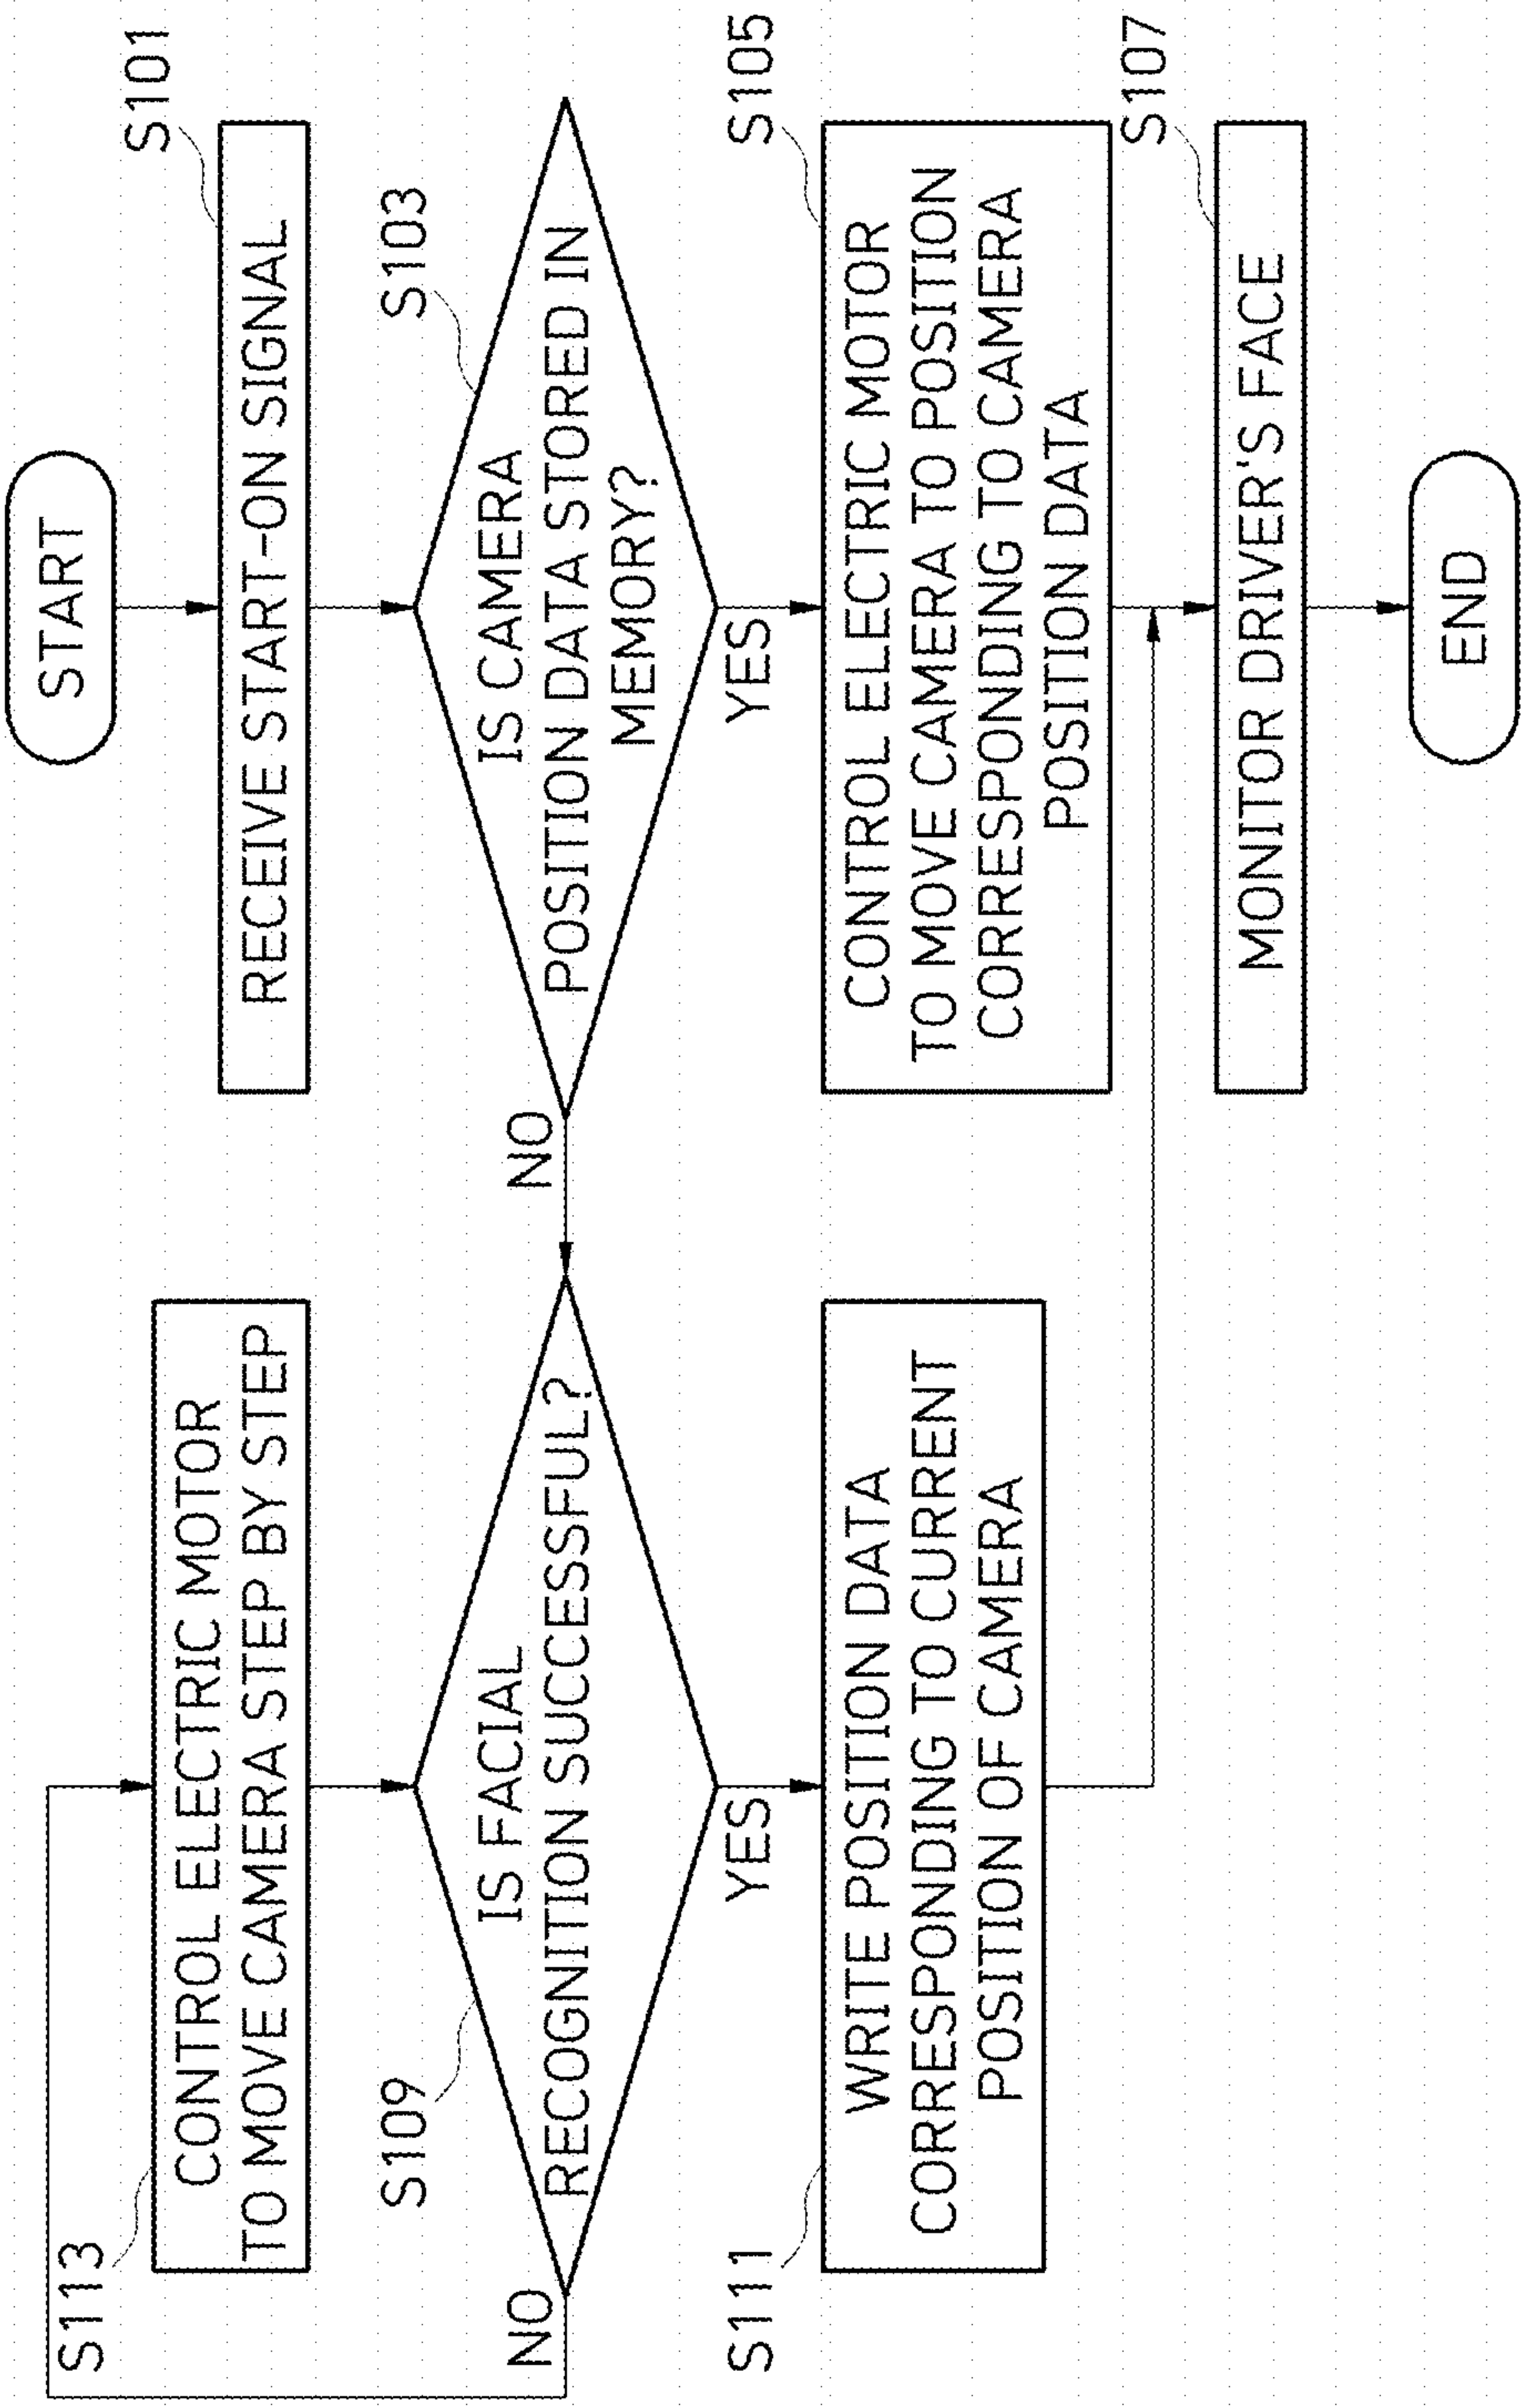 START
S101
RECEIVE START-ON SIGNAL
S103
IS CAMERA
POSITION DATA STORED IN
MEMORY?
NO
YES
S105
CONTROL ELECTRIC MOTOR
TO MOVE CAMERA TO POSITION
CORRESPONDING TO CAMERA
POSITION DATA
S107
MONITOR DRIVER'S FACE
END
S113
CONTROL ELECTRIC MOTOR
TO MOVE CAMERA STEP BY STEP
S109
IS FACIAL
RECOGNITION SUCCESSFUL?
NO
YES
S111
WRITE POSITION DATA
CORRESPONDING TO CURRENT
POSITION OF CAMERA